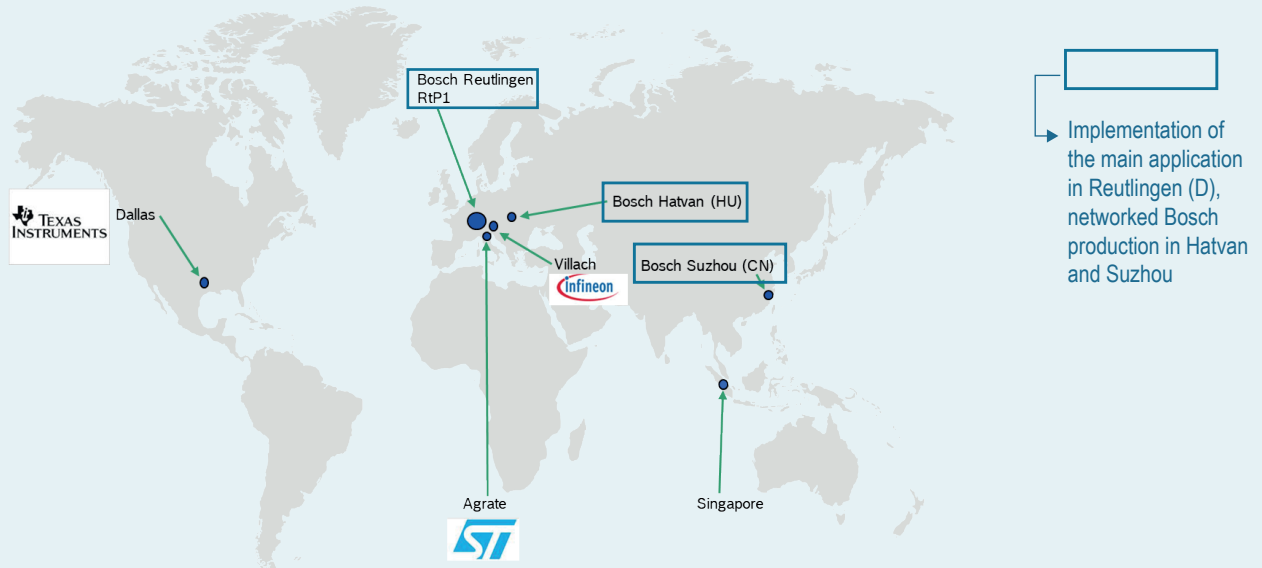 Bosch Reutlingen
RtP1
Implementation of
the main application
in Reutlingen (D),
networked Bosch
production in Hatvan
and Suzhou
Bosch Hatvan (HU)
TEXAS
INSTRUMENTS
Dallas
Villach
infineon
Bosch Suzhou (CN)
Agrate
ST
Singapore